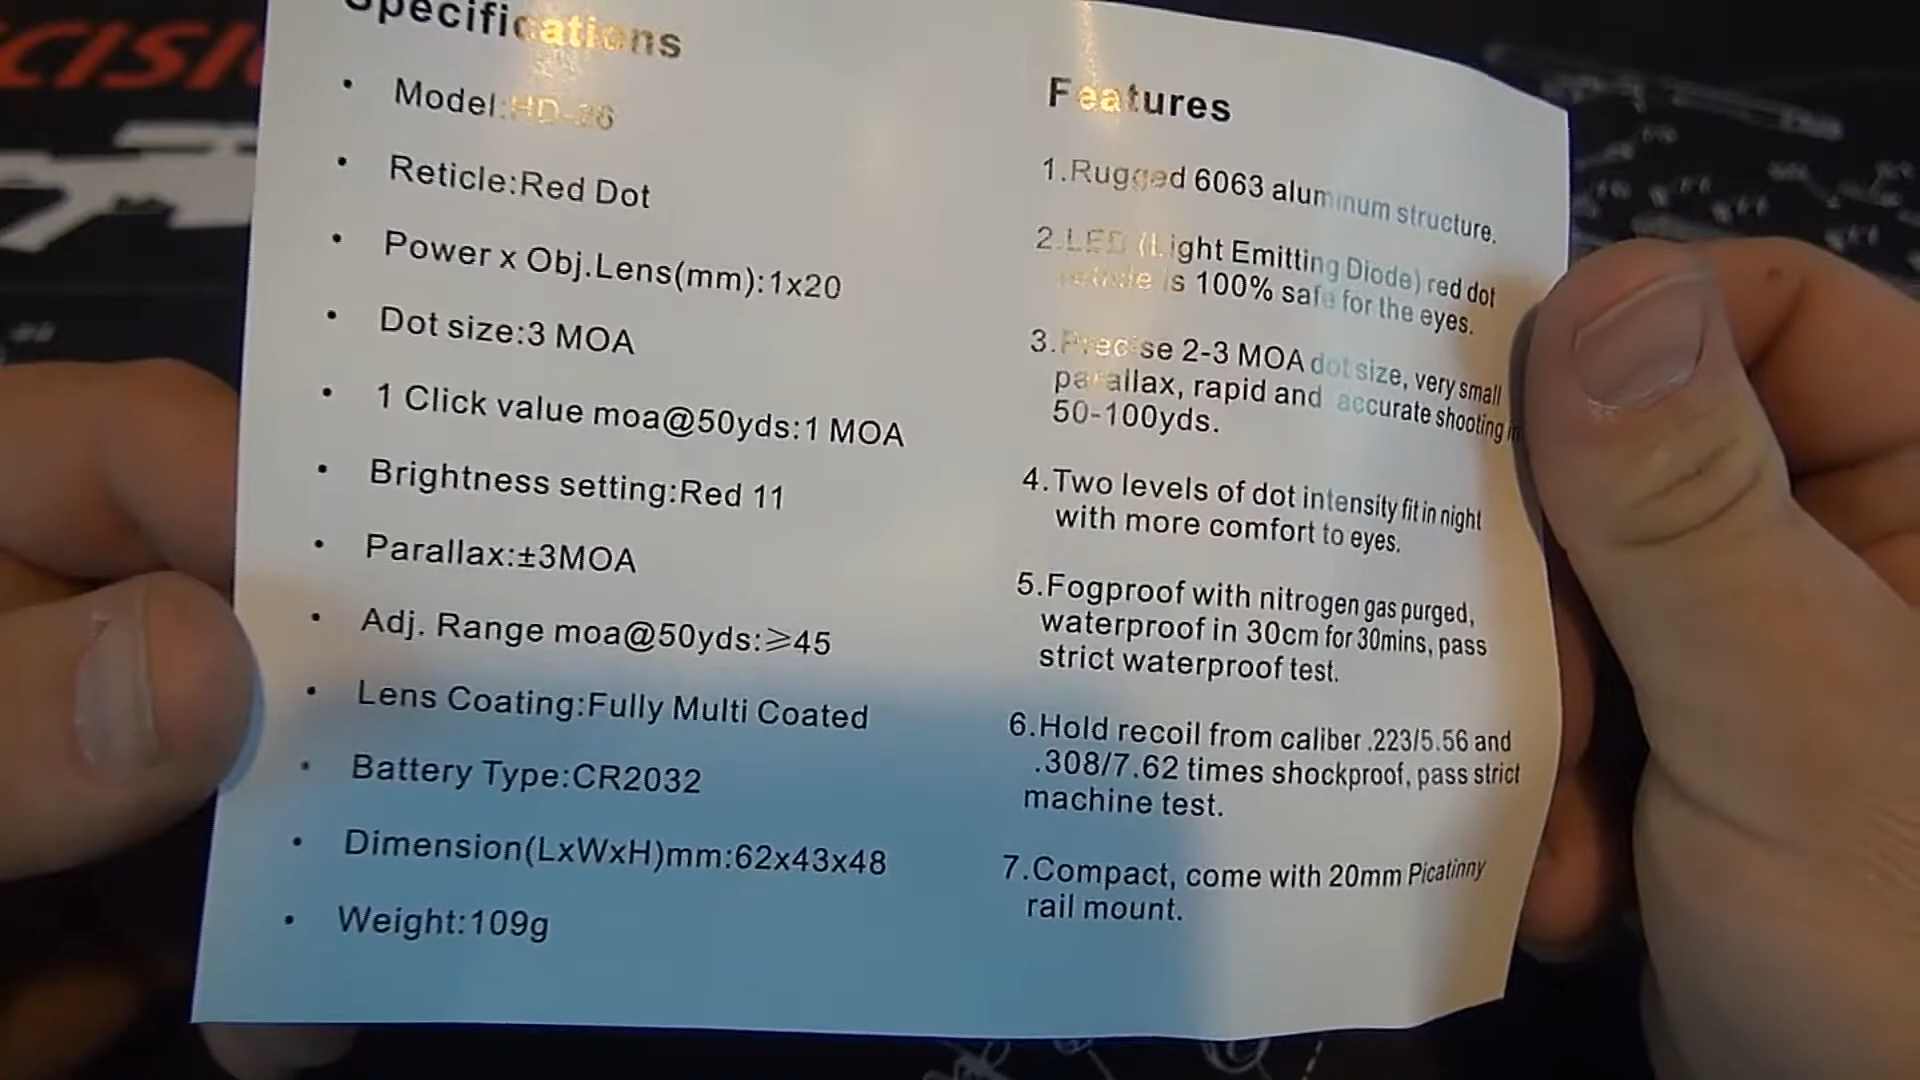 CISI
Specifications
• Model:HD-26
• Reticle:Red Dot
• Power x Obj.Lens(mm):1x20
• Dot size:3 MOA
• 1 Click value moa@50yds:1 MOA
• Brightness setting:Red 11
• Parallax:±3MOA
• Adj. Range moa@50yds:≥45
• Lens Coating:Fully Multi Coated
• Battery Type:CR2032
• Dimension(LxWxH)mm:62x43x48
• Weight:109g
Features
1.Rugged 6063 aluminum structure.
2.LED (Light Emitting Diode) red dot
reticle is 100% safe for the eyes.
3.Precise 2-3 MOA dot size, very small
parallax, rapid and accurate shooting in
50-100yds.
4.Two levels of dot intensity fit in night
with more comfort to eyes.
5.Fogproof with nitrogen gas purged,
waterproof in 30cm for 30mins, pass
strict waterproof test.
6.Hold recoil from caliber .223/5.56 and
.308/7.62 times shockproof, pass strict
machine test.
7.Compact, come with 20mm Picatinny
rail mount.